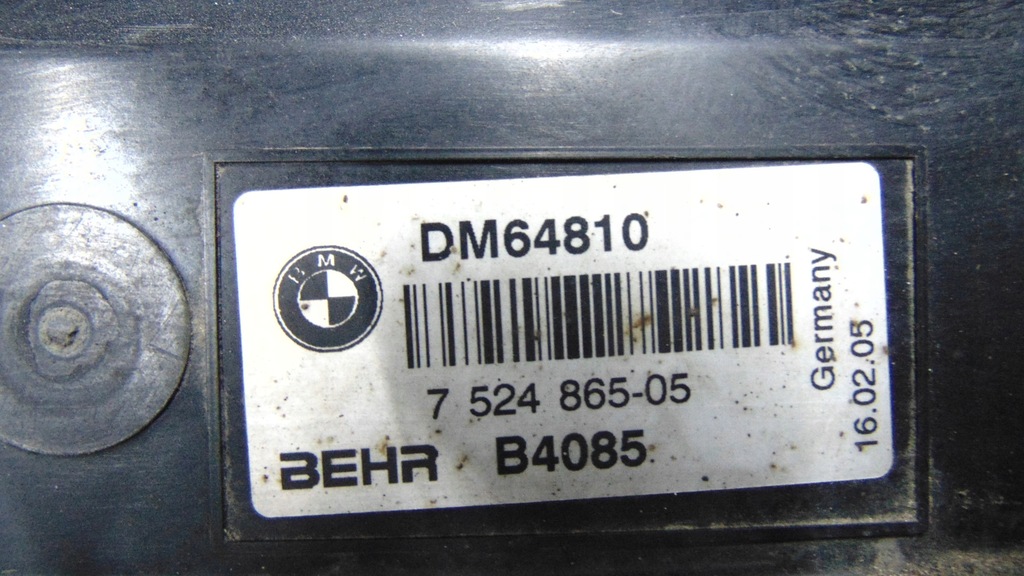 DM64810
BMW
7 524 865-05
BEHR B4085
Germany
16.02.05